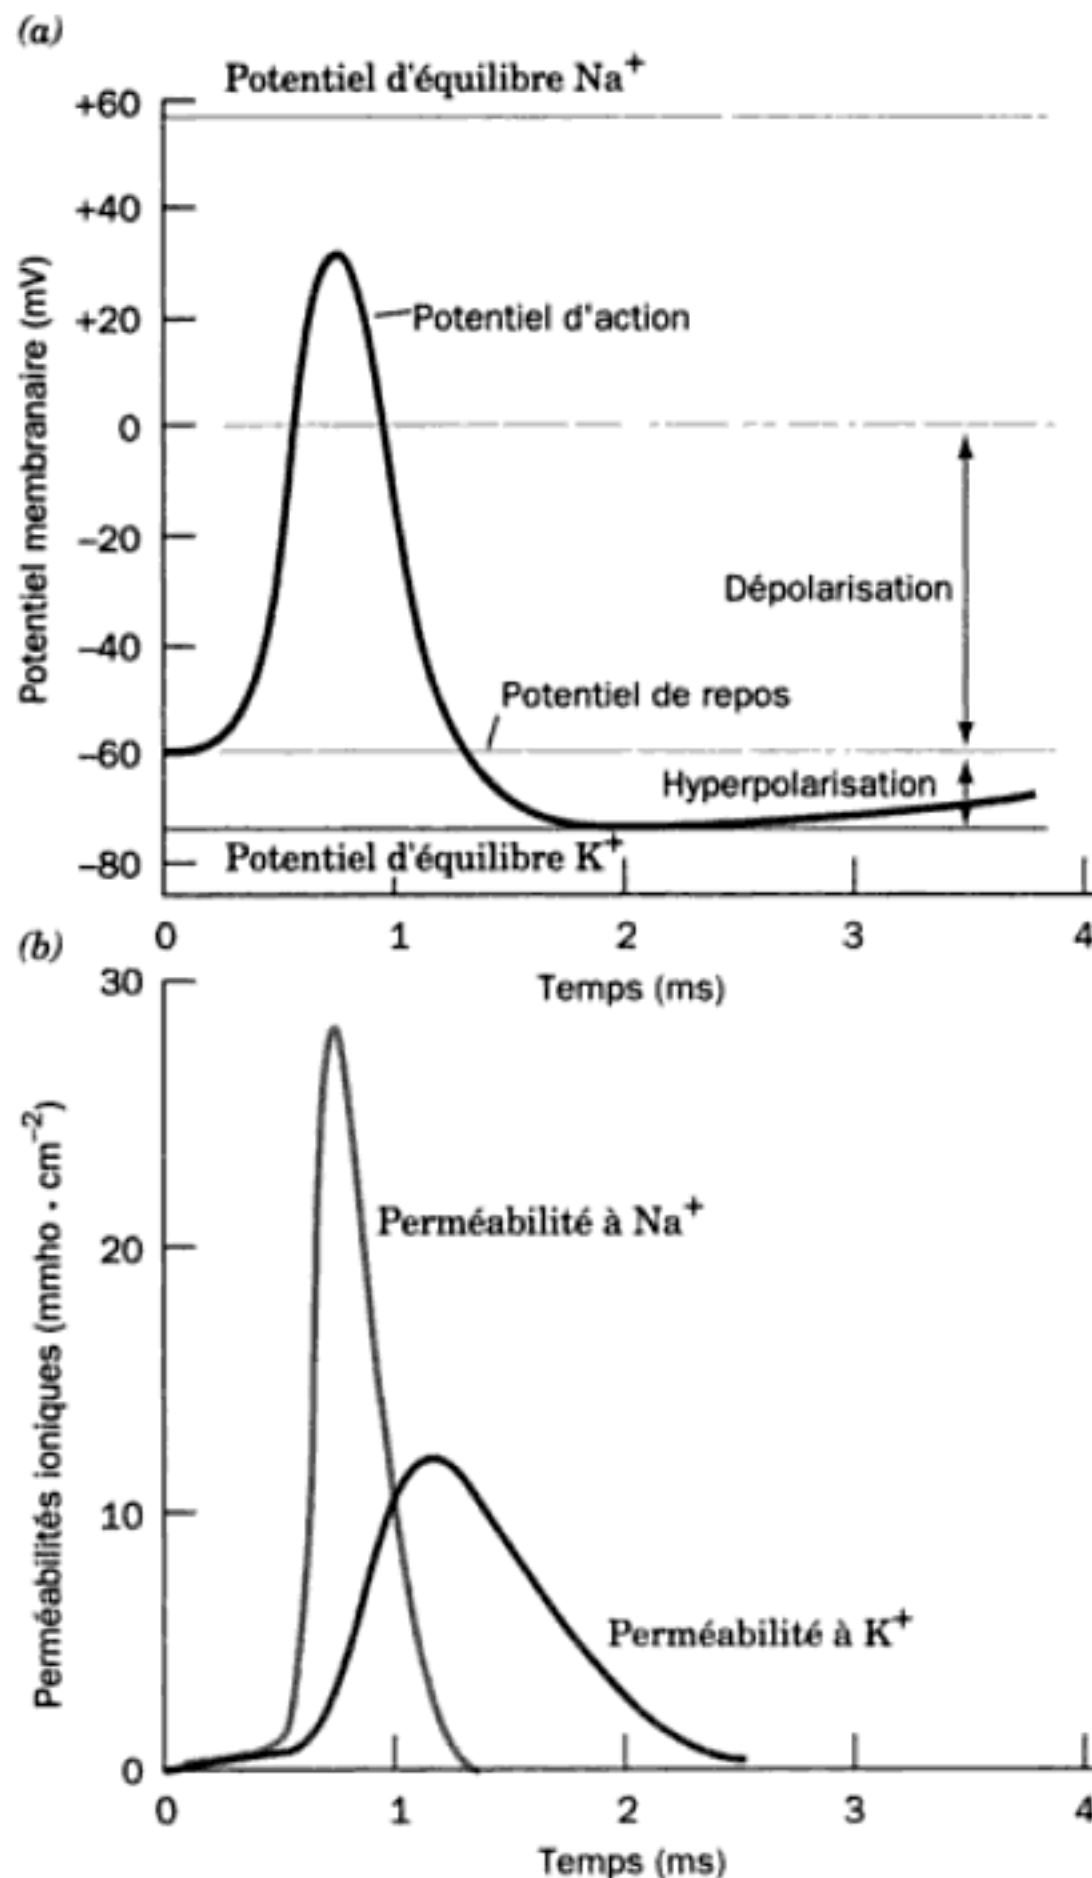 (a)
Potentiel d'équilibre Na+
+60
+40
Potentiel membranaire (mV)
+20
Potentiel d'action
0
−20
Dépolarisation
−40
Potentiel de repos
−60
Hyperpolarisation
Potentiel d'équilibre K+
−80
0 1 2 3 4
Temps (ms)
(b)
30
Perméabilités ioniques (mmho · cm−2)
Perméabilité à Na+
20
10
Perméabilité à K+
0
0 1 2 3 4
Temps (ms)